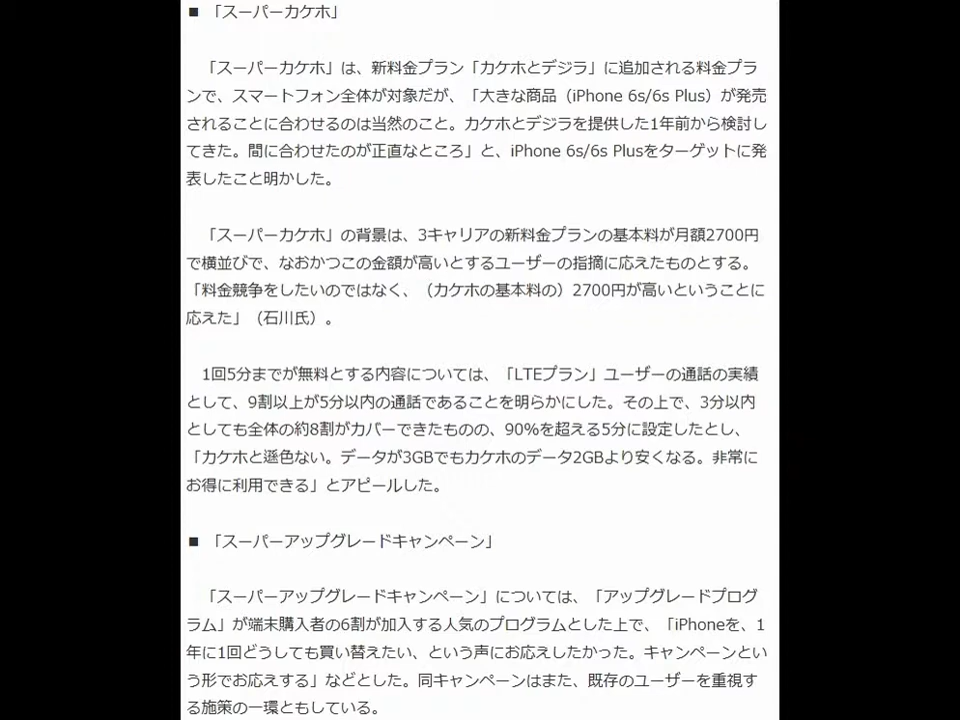 ■ 「スーパーカケホ」
「スーパーカケホ」は、新料金プラン「カケホとデジラ」に追加される料金プラ
ンで、スマートフォン全体が対象だが、「大きな商品（iPhone 6s/6s Plus）が発売
されることに合わせるのは当然のこと。カケホとデジラを提供した1年前から検討し
てきた。間に合わせたのが正直なところ」と、iPhone 6s/6s Plusをターゲットに発
表したこと明かした。
「スーパーカケホ」の背景は、3キャリアの新料金プランの基本料が月額2700円
で横並びで、なおかつこの金額が高いとするユーザーの指摘に応えたものとする。
「料金競争をしたいのではなく、（カケホの基本料の）2700円が高いということに
応えた」（石川氏）。
1回5分までが無料とする内容については、「LTEプラン」ユーザーの通話の実績
として、9割以上が5分以内の通話であることを明らかにした。その上で、3分以内
としても全体の約8割がカバーできたものの、90%を超える5分に設定したとし、
「カケホと遜色ない。データが3GBでもカケホのデータ2GBより安くなる。非常に
お得に利用できる」とアピールした。
■ 「スーパーアップグレードキャンペーン」
「スーパーアップグレードキャンペーン」については、「アップグレードプログ
ラム」が端末購入者の6割が加入する人気のプログラムとした上で、「iPhoneを、1
年に1回どうしても買い替えたい、という声にお応えしたかった。キャンペーンとい
う形でお応えする」などとした。同キャンペーンはまた、既存のユーザーを重視す
る施策の一環ともしている。